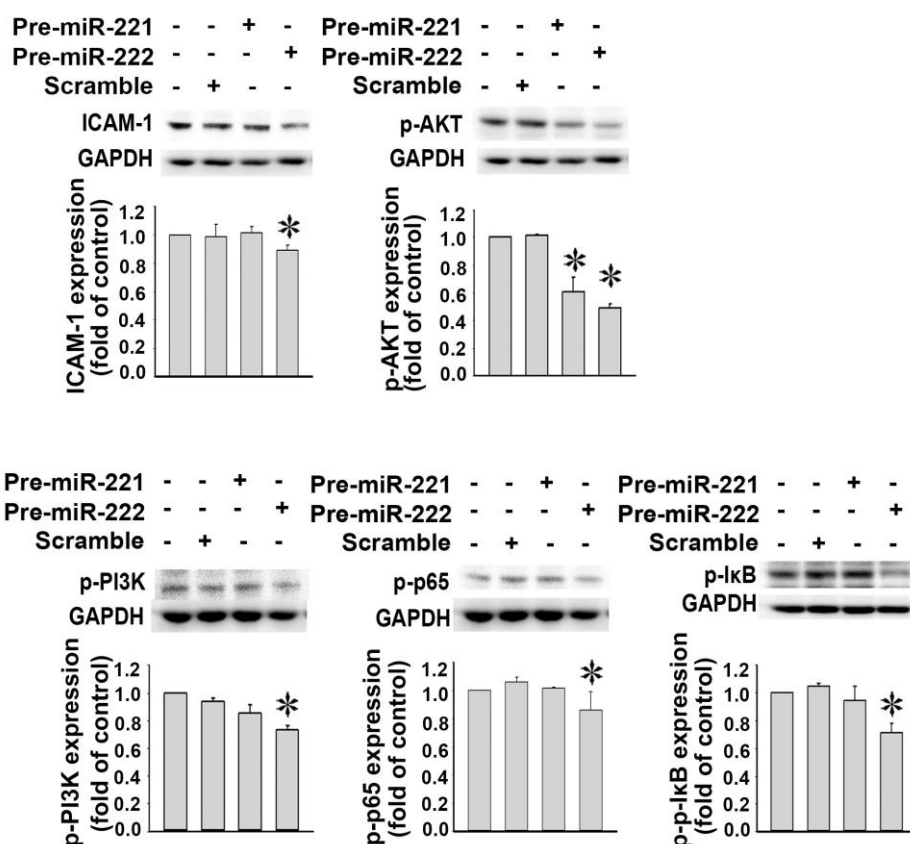 Pre-miR-221 - - + -
Pre-miR-222 - - - +
Scramble - + - -
ICAM-1
GAPDH
ICAM-1 expression
(fold of control)
1.2
1.0
0.8
0.6
0.4
0.2
0.0
*
Pre-miR-221 - - + -
Pre-miR-222 - - - +
Scramble - + - -
p-AKT
GAPDH
p-AKT expression
(fold of control)
1.2
1.0
0.8
0.6
0.4
0.2
0.0
* *
Pre-miR-221 - - + -
Pre-miR-222 - - - +
Scramble - + - -
p-PI3K
GAPDH
p-PI3K expression
(fold of control)
1.2
1.0
0.8
0.6
0.4
0.2
0.0
*
Pre-miR-221 - - + -
Pre-miR-222 - - - +
Scramble - + - -
p-p65
GAPDH
p-p65 expression
(fold of control)
1.2
1.0
0.8
0.6
0.4
0.2
0.0
*
Pre-miR-221 - - + -
Pre-miR-222 - - - +
Scramble - + - -
p-IκB
GAPDH
p-p-IκB expression
(fold of control)
1.2
1.0
0.8
0.6
0.4
0.2
0.0
*